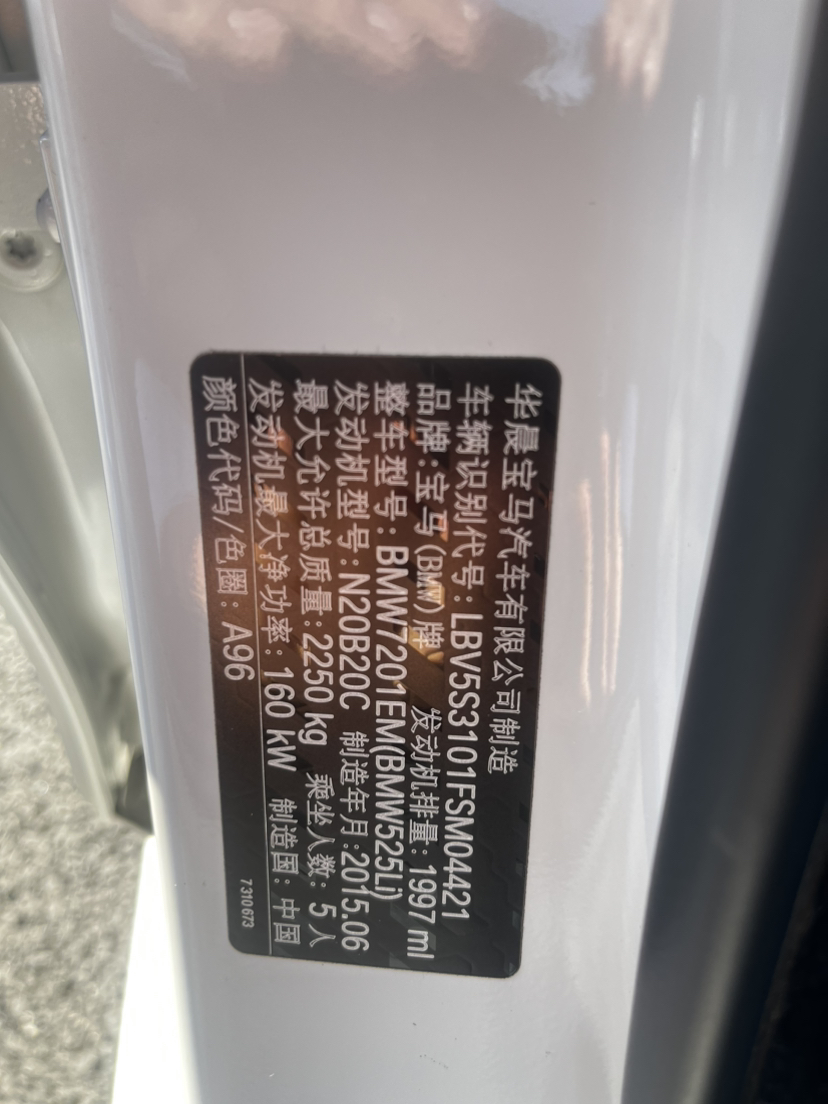 华晨宝马汽车有限公司制造
车辆识别代号: LBV5S3101FSM04421
品牌:宝马(BMW)牌 发动机排量: 1997 ml
整车型号: BMW7201EM(BMW525Li)
发动机型号: N20B20C 制造年月:2015.06
最大允许总质量: 2250 kg 乘坐人数: 5 人
发动机最大净功率: 160 kW 制造国: 中国
颜色代码/色圈: A96 7 310 673